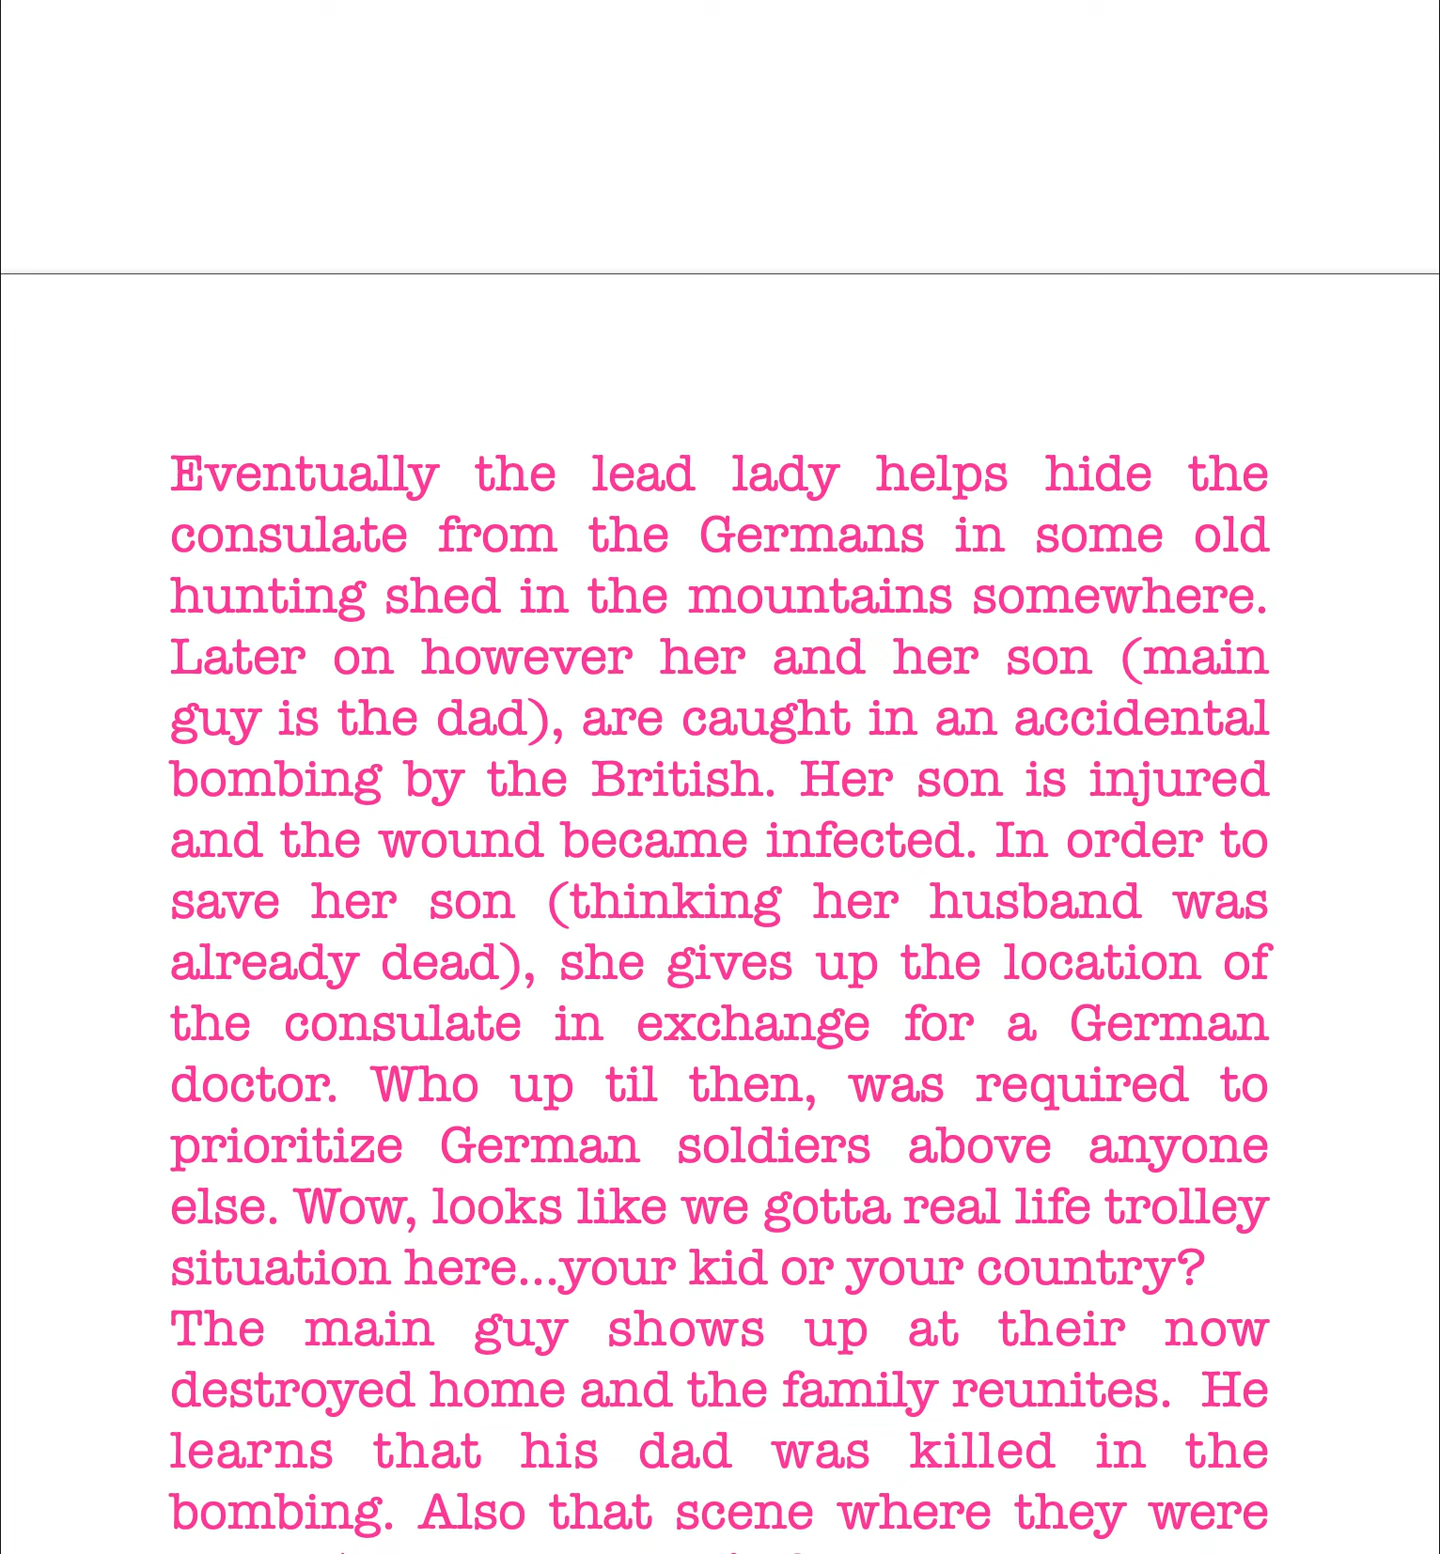 Eventually the lead lady helps hide the
consulate from the Germans in some old
hunting shed in the mountains somewhere.
Later on however her and her son (main
guy is the dad), are caught in an accidental
bombing by the British. Her son is injured
and the wound became infected. In order to
save her son (thinking her husband was
already dead), she gives up the location of
the consulate in exchange for a German
doctor. Who up til then, was required to
prioritize German soldiers above anyone
else. Wow, looks like we gotta real life trolley
situation here...your kid or your country?
The main guy shows up at their now
destroyed home and the family reunites.  He
learns that his dad was killed in the
bombing. Also that scene where they were